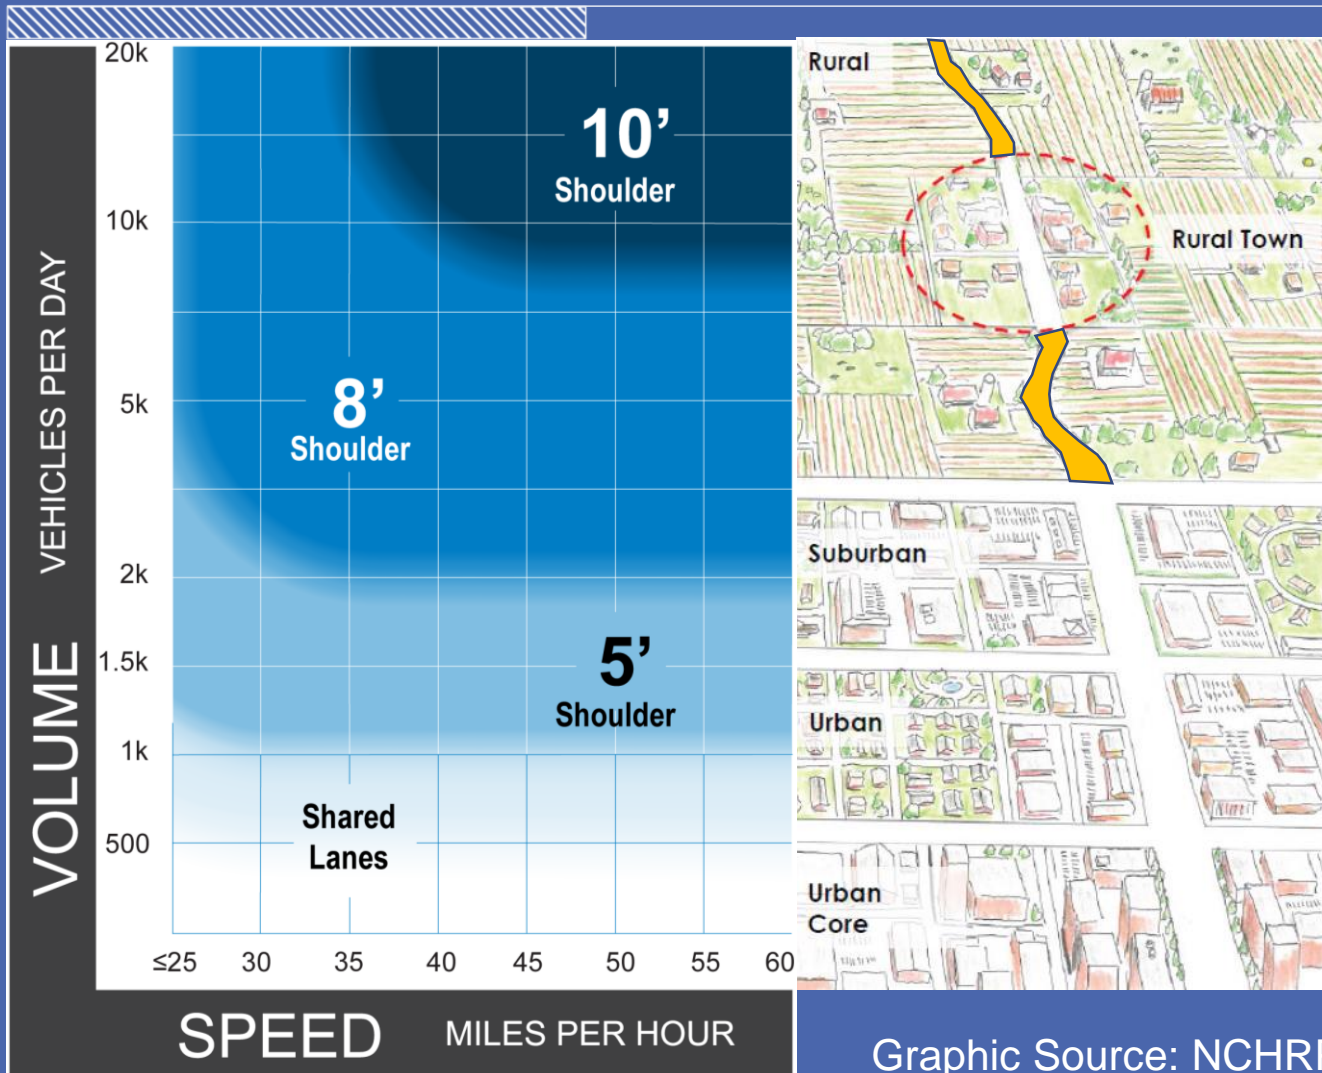 VOLUME VEHICLES PER DAY
20k
10k
5k
2k
1.5k
1k
500
10’
Shoulder
8’
Shoulder
5’
Shoulder
Shared
Lanes
≤25 30 35 40 45 50 55 60
SPEED MILES PER HOUR
Rural
Rural Town
Suburban
Urban
Urban
Core
Graphic Source: